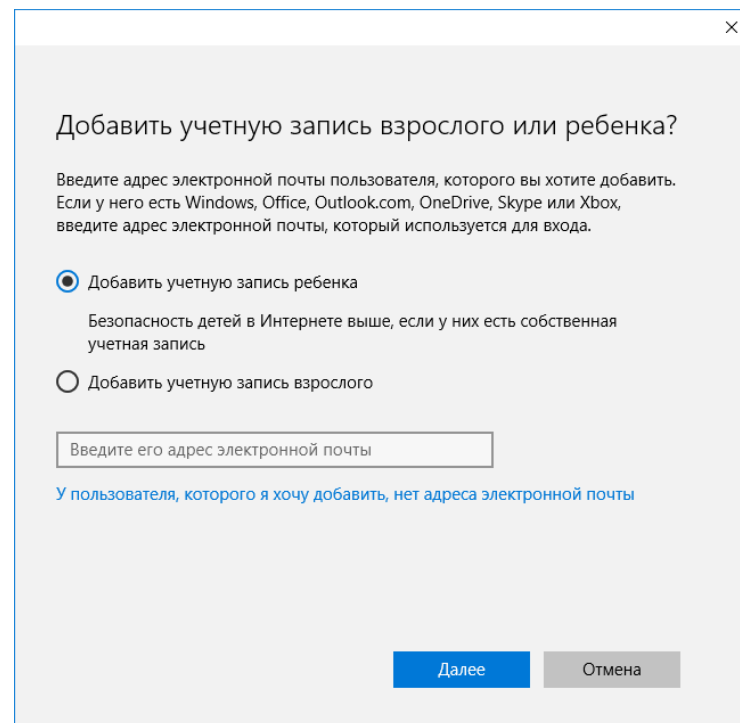 Добавить учетную запись взрослого или ребенка?
Введите адрес электронной почты пользователя, которого вы хотите добавить.
Если у него есть Windows, Office, Outlook.com, OneDrive, Skype или Xbox,
введите адрес электронной почты, который используется для входа.
Добавить учетную запись ребенка
Безопасность детей в Интернете выше, если у них есть собственная
учетная запись
Добавить учетную запись взрослого
Введите его адрес электронной почты
У пользователя, которого я хочу добавить, нет адреса электронной почты
Далее
Отмена